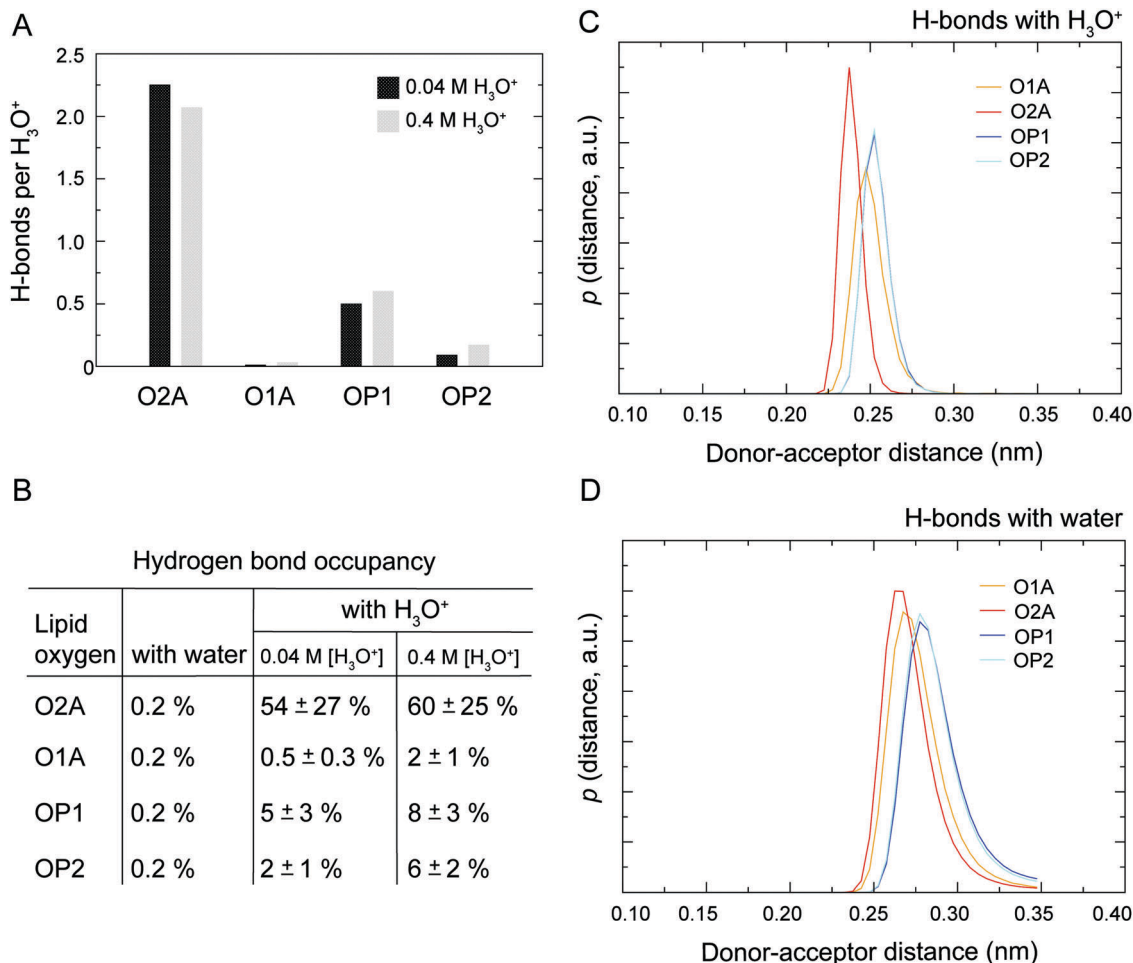 A
H-bonds per H₃O⁺
2.5
2.0
1.5
1.0
0.5
0
0.04 M H₃O⁺
0.4 M H₃O⁺
O2A O1A OP1 OP2
B
Hydrogen bond occupancy
Lipid oxygen
with water
with H₃O⁺
0.04 M [H₃O⁺] 0.4 M [H₃O⁺]
O2A 0.2 % 54 ± 27 % 60 ± 25 %
O1A 0.2 % 0.5 ± 0.3 % 2 ± 1 %
OP1 0.2 % 5 ± 3 % 8 ± 3 %
OP2 0.2 % 2 ± 1 % 6 ± 2 %
C
H-bonds with H₃O⁺
p (distance, a.u.)
O1A
O2A
OP1
OP2
0.10 0.15 0.20 0.25 0.30 0.35 0.40
Donor-acceptor distance (nm)
D
H-bonds with water
p (distance, a.u.)
O1A
O2A
OP1
OP2
0.10 0.15 0.20 0.25 0.30 0.35 0.40
Donor-acceptor distance (nm)